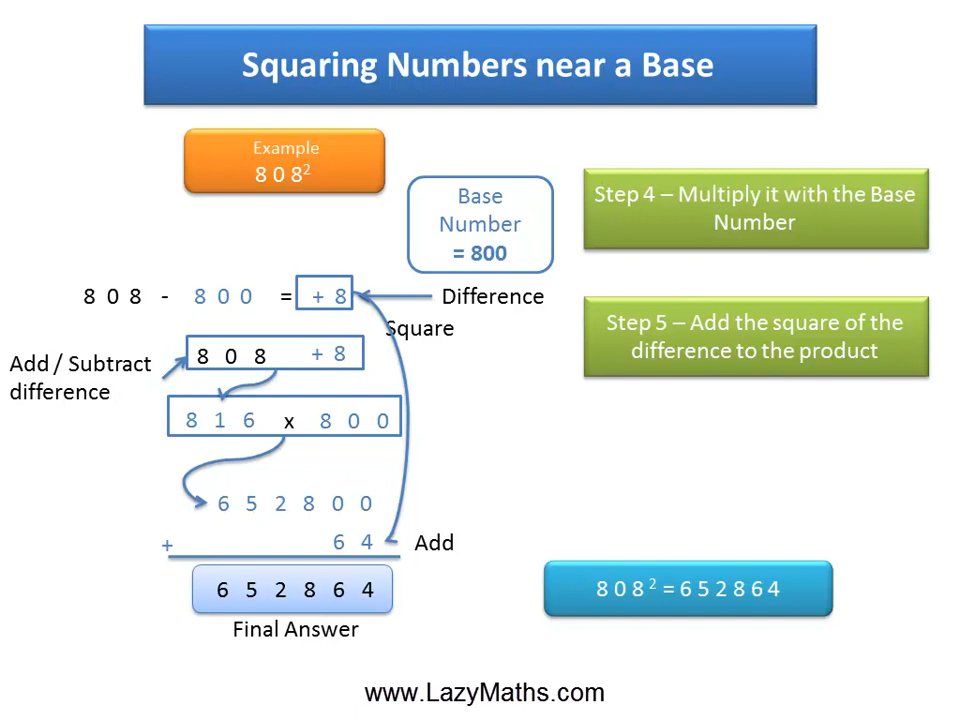 Squaring Numbers near a Base
Example
8 0 8²
Base
Number
= 800
Step 4 – Multiply it with the Base
Number
8 0 8 - 8 0 0 = + 8
Difference
Square
Step 5 – Add the square of the
difference to the product
Add / Subtract
difference
8 0 8 + 8
8 1 6 x 8 0 0
6 5 2 8 0 0
+ 6 4 Add
6 5 2 8 6 4
Final Answer
8 0 8 ² = 6 5 2 8 6 4
www.LazyMaths.com